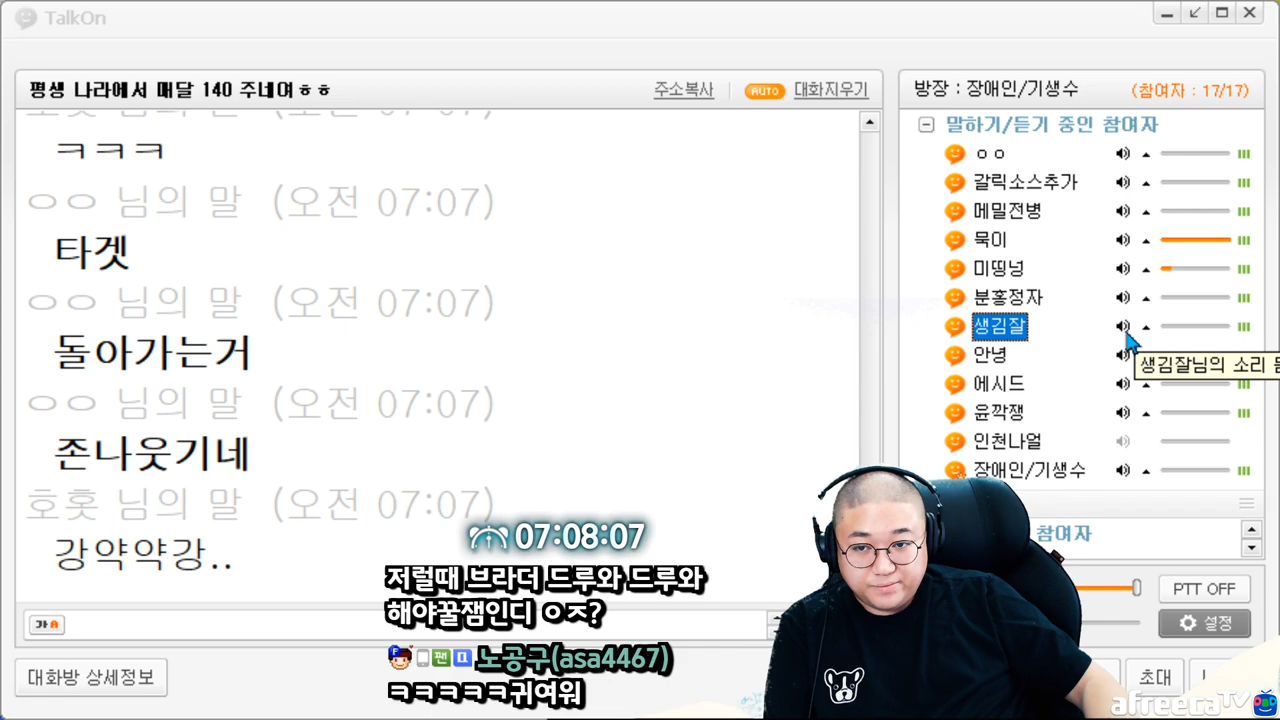 TalkOn
평생 나라에서 매달 140 주네여ㅎㅎ
주소복사
AUTO
대화지우기
ㅋㅋㅋ
ㅇㅇ 님의 말 (오전 07:07)
타겟
ㅇㅇ 님의 말 (오전 07:07)
돌아가는거
ㅇㅇ 님의 말 (오전 07:07)
존나웃기네
호홋 님의 말 (오전 07:07)
강약약강..
가A
대화방 상세정보
방장 : 장애인/기생수
(참여자 : 17/17)
말하기/듣기 중인 참여자
ㅇㅇ
갈릭소스추가
메밀전병
묵이
미띵넝
분홍정자
생김잘
생김잘님의 소리
안녕
에시드
윤깍쟁
인천나얼
장애인/기생수
참여자
PTT OFF
설정
초대
07:08:07
저럴때 브라더 드루와 드루와
해야꿀잼인디 ㅇㅈ?
F 팬 노공구(asa4467)
ㅋㅋㅋㅋㅋ귀여워
afreecaTV